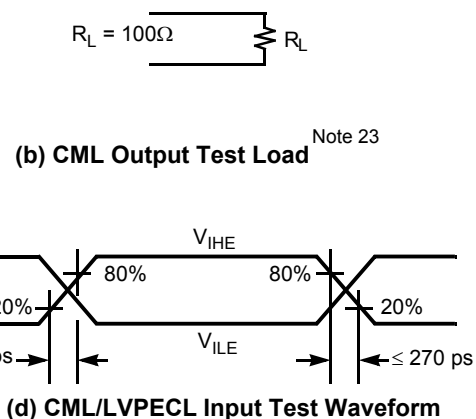 R_L = 100Ω
R_L
(b) CML Output Test Load Note 23
V_IHE
80% 80%
20% 20%
V_ILE
ps ≤ 270 ps
(d) CML/LVPECL Input Test Waveform